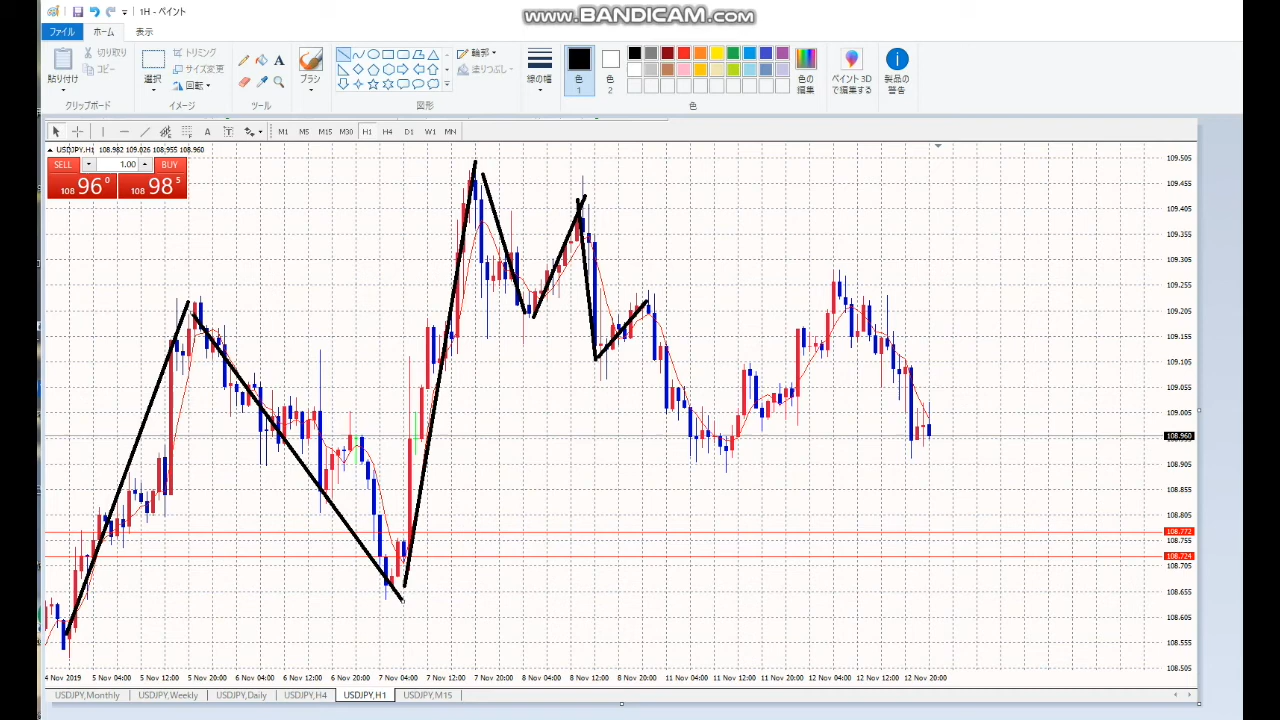 1H - ペイント
www.BANDICAM.com
ファイル ホーム 表示
貼り付け
切り取り
コピー
クリップボード
選択
トリミング
サイズ変更
回転
イメージ
A
ツール
ブラシ
輪郭
塗りつぶし
図形
線の幅
色 1
色 2
色の編集
色
ペイント 3D で編集する
製品の警告
A T M1 M5 M15 M30 H1 H4 D1 W1 MN
USDJPY,H1 108.982 109.026 108.955 108.960
SELL 1.00 BUY
108 96 0 108 98 5
109.505
109.455
109.405
109.355
109.305
109.255
109.205
109.155
109.105
109.055
109.005
108.960
108.905
108.855
108.805
108.772
108.755
108.724
108.705
108.655
108.605
108.555
108.505
4 Nov 2019 5 Nov 04:00 5 Nov 12:00 5 Nov 20:00 6 Nov 04:00 6 Nov 12:00 6 Nov 20:00 7 Nov 04:00 7 Nov 12:00 7 Nov 20:00 8 Nov 04:00 8 Nov 12:00 8 Nov 20:00 11 Nov 04:00 11 Nov 12:00 11 Nov 20:00 12 Nov 04:00 12 Nov 12:00 12 Nov 20:00
USDJPY,Monthly USDJPY,Weekly USDJPY,Daily USDJPY,H4 USDJPY,H1 USDJPY,M15